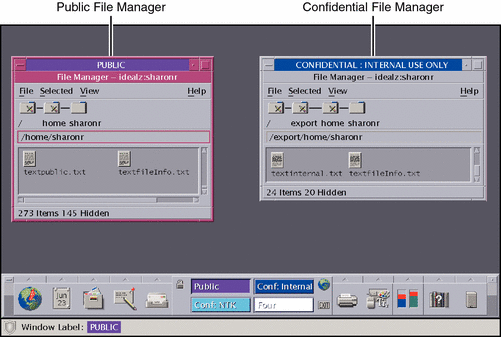 Public File Manager
Confidential File Manager
PUBLIC
File Manager – idealz:sharonr
File Selected View Help
/ home sharonr
/home/sharonr
textpublic.txt textfileInfo.txt
273 Items 145 Hidden
CONFIDENTIAL : INTERNAL USE ONLY
File Manager – idealz:sharonr
File Selected View Help
/ export home sharonr
/export/home/sharonr
textinternal.txt textfileInfo.txt
24 Items 20 Hidden
Jun
23
Public
Conf: Internal
Conf: NTK
Four
EXIT
Window Label: PUBLIC